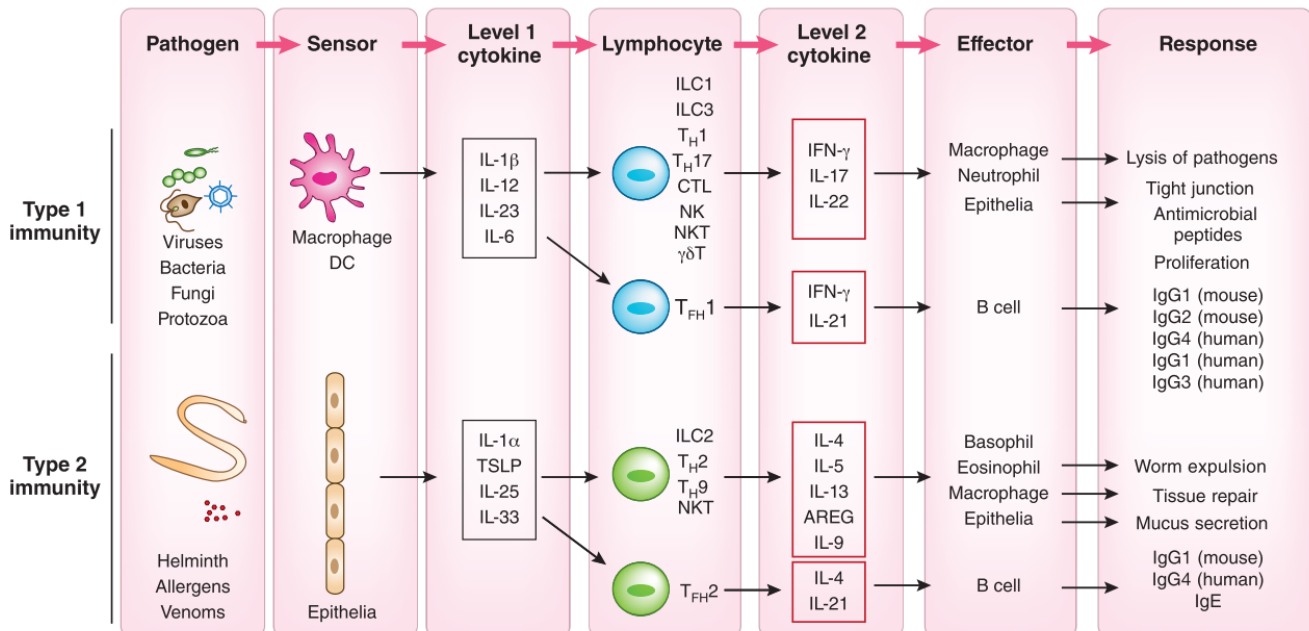 Pathogen
Sensor
Level 1
cytokine
Lymphocyte
Level 2
cytokine
Effector
Response
Type 1
immunity
Viruses
Bacteria
Fungi
Protozoa
Macrophage
DC
IL-1β
IL-12
IL-23
IL-6
ILC1
ILC3
TH1
TH17
CTL
NK
NKT
γδT
TFH1
IFN-γ
IL-17
IL-22
IFN-γ
IL-21
Macrophage
Neutrophil
Epithelia
B cell
Lysis of pathogens
Tight junction
Antimicrobial
peptides
Proliferation
IgG1 (mouse)
IgG2 (mouse)
IgG4 (human)
IgG1 (human)
IgG3 (human)
Type 2
immunity
Helminth
Allergens
Venoms
Epithelia
IL-1α
TSLP
IL-25
IL-33
ILC2
TH2
TH9
NKT
TFH2
IL-4
IL-5
IL-13
AREG
IL-9
IL-4
IL-21
Basophil
Eosinophil
Macrophage
Epithelia
B cell
Worm expulsion
Tissue repair
Mucus secretion
IgG1 (mouse)
IgG4 (human)
IgE